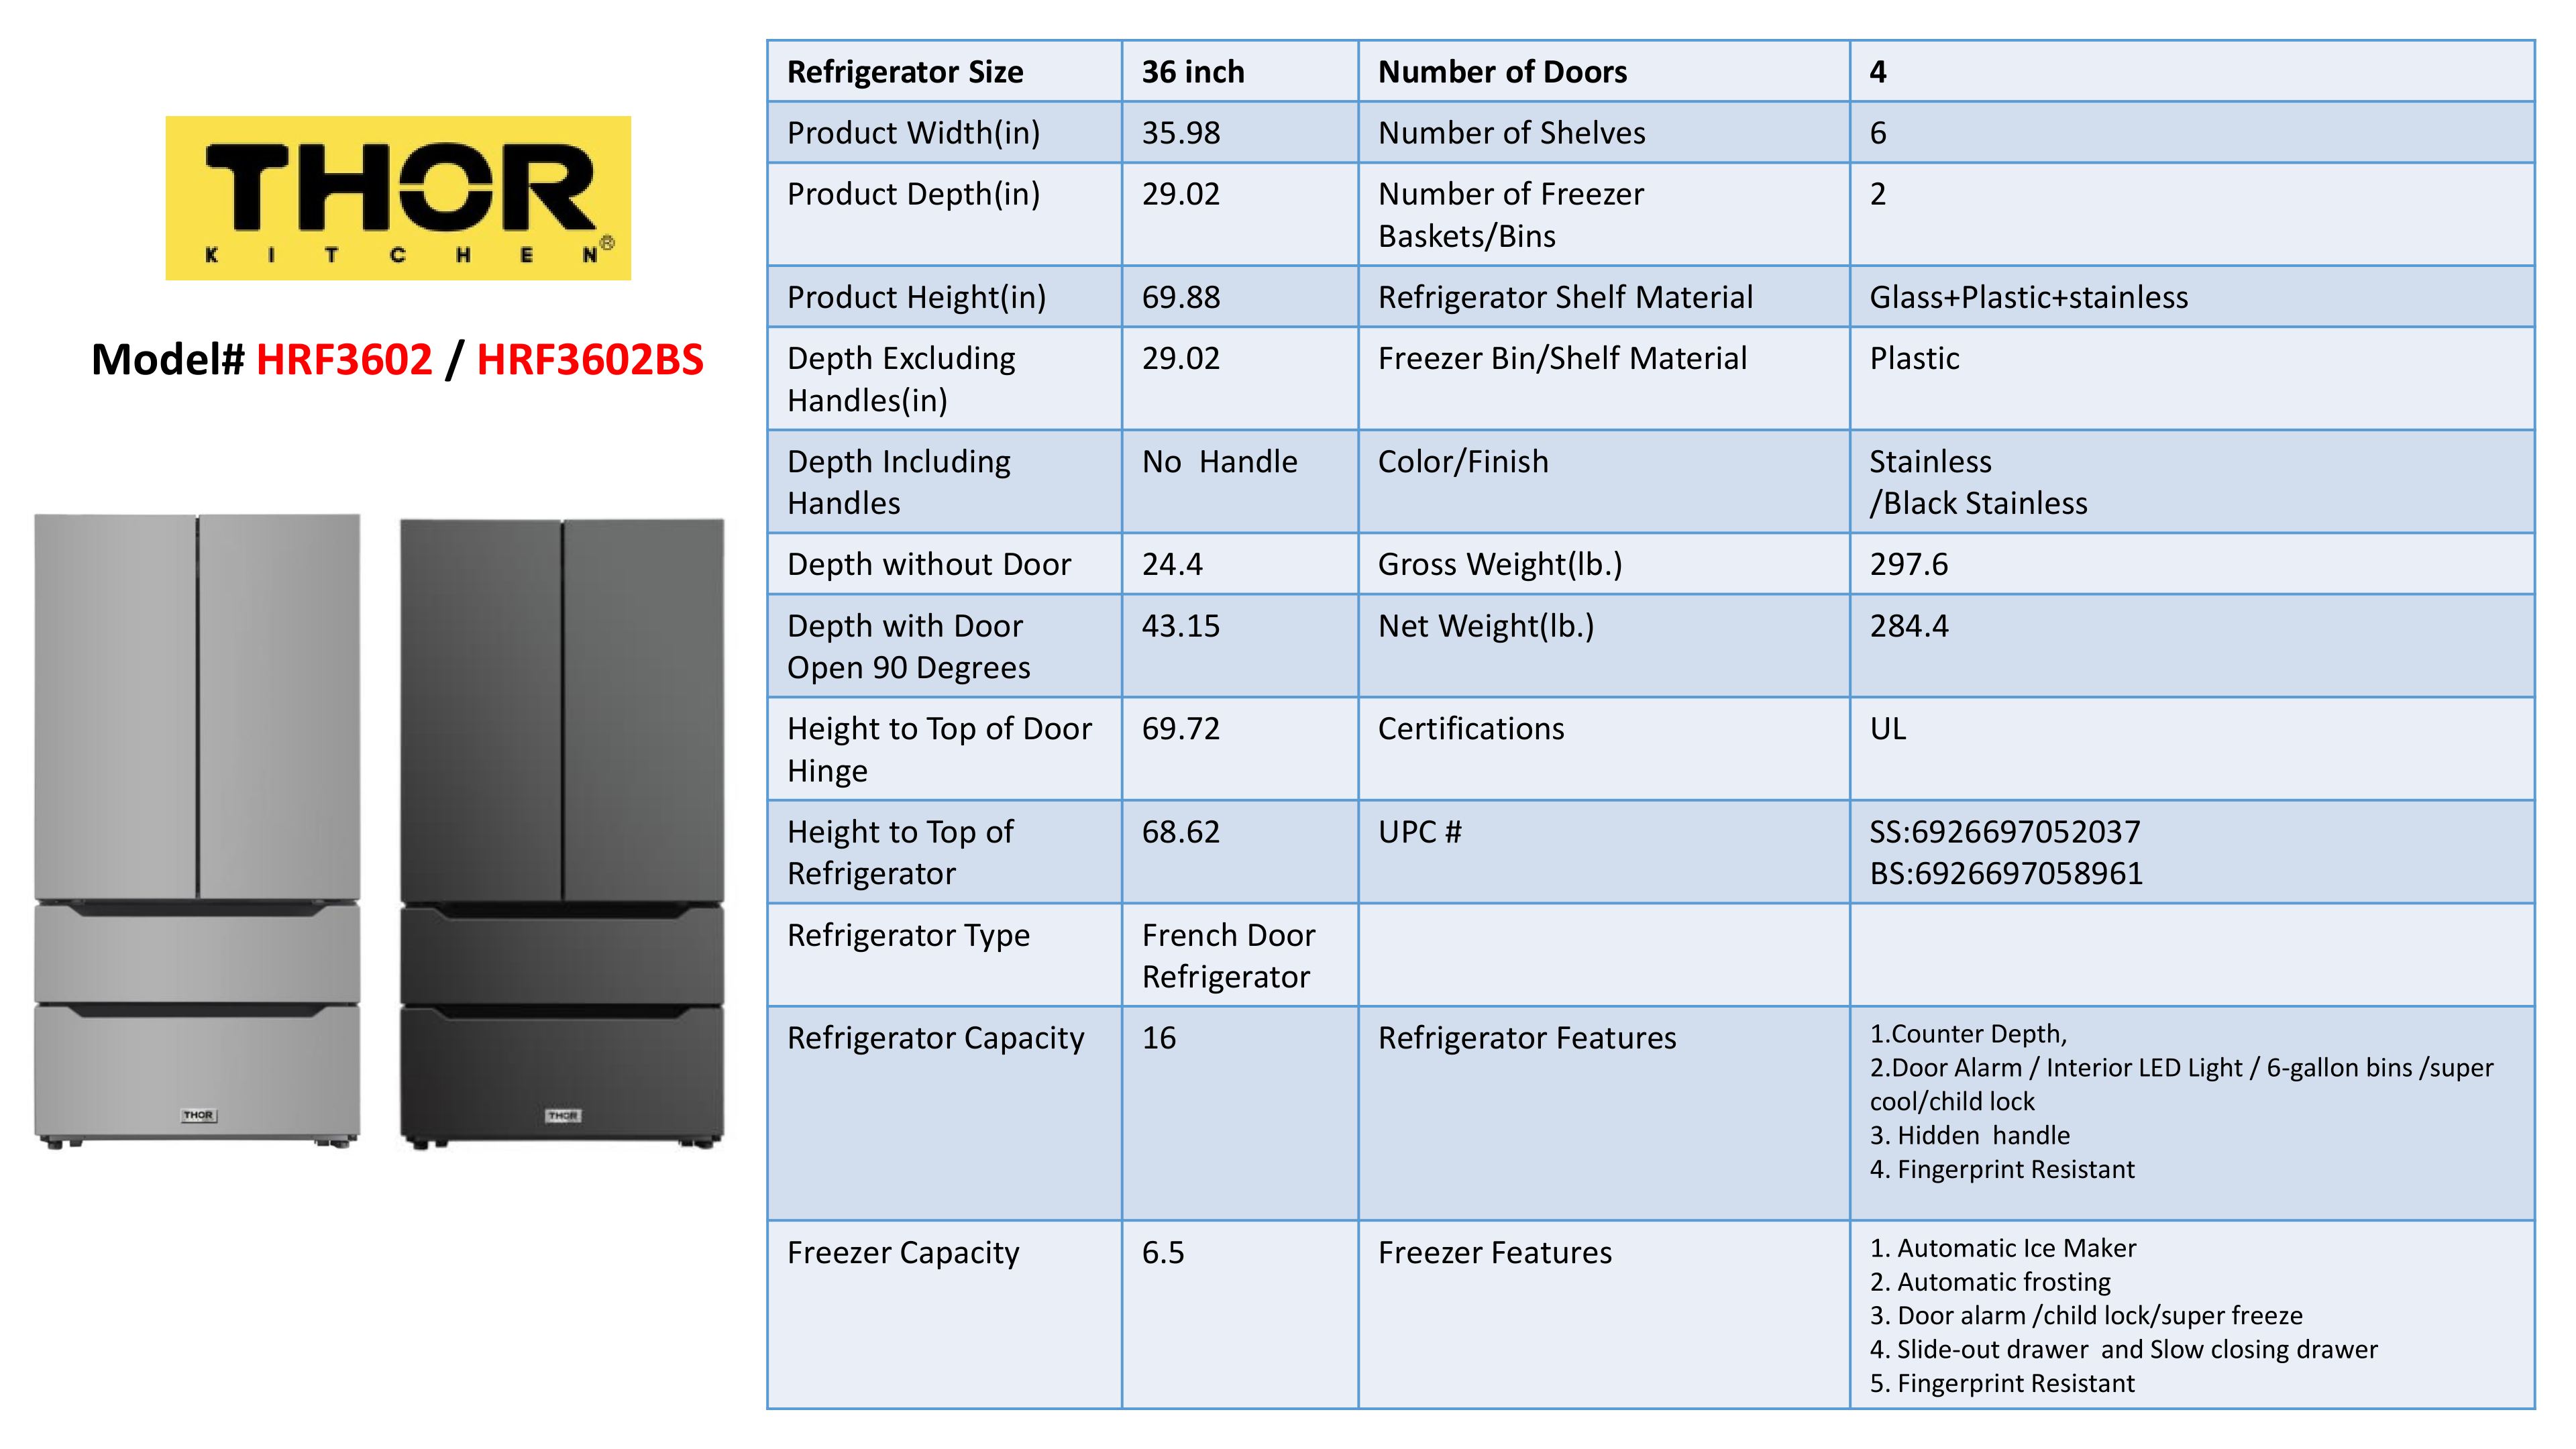 THOR
K I T C H E N®
Model# HRF3602 / HRF3602BS
THOR
THOR
Refrigerator Size 36 inch Number of Doors 4
Product Width(in) 35.98 Number of Shelves 6
Product Depth(in) 29.02 Number of Freezer
Baskets/Bins 2
Product Height(in) 69.88 Refrigerator Shelf Material Glass+Plastic+stainless
Depth Excluding
Handles(in) 29.02 Freezer Bin/Shelf Material Plastic
Depth Including
Handles No  Handle Color/Finish Stainless
/Black Stainless
Depth without Door 24.4 Gross Weight(lb.) 297.6
Depth with Door
Open 90 Degrees 43.15 Net Weight(lb.) 284.4
Height to Top of Door
Hinge 69.72 Certifications UL
Height to Top of
Refrigerator 68.62 UPC # SS:6926697052037
BS:6926697058961
Refrigerator Type French Door
Refrigerator
Refrigerator Capacity 16 Refrigerator Features 1.Counter Depth,
2.Door Alarm / Interior LED Light / 6-gallon bins /super
cool/child lock
3. Hidden  handle
4. Fingerprint Resistant
Freezer Capacity 6.5 Freezer Features 1. Automatic Ice Maker
2. Automatic frosting
3. Door alarm /child lock/super freeze
4. Slide-out drawer  and Slow closing drawer
5. Fingerprint Resistant